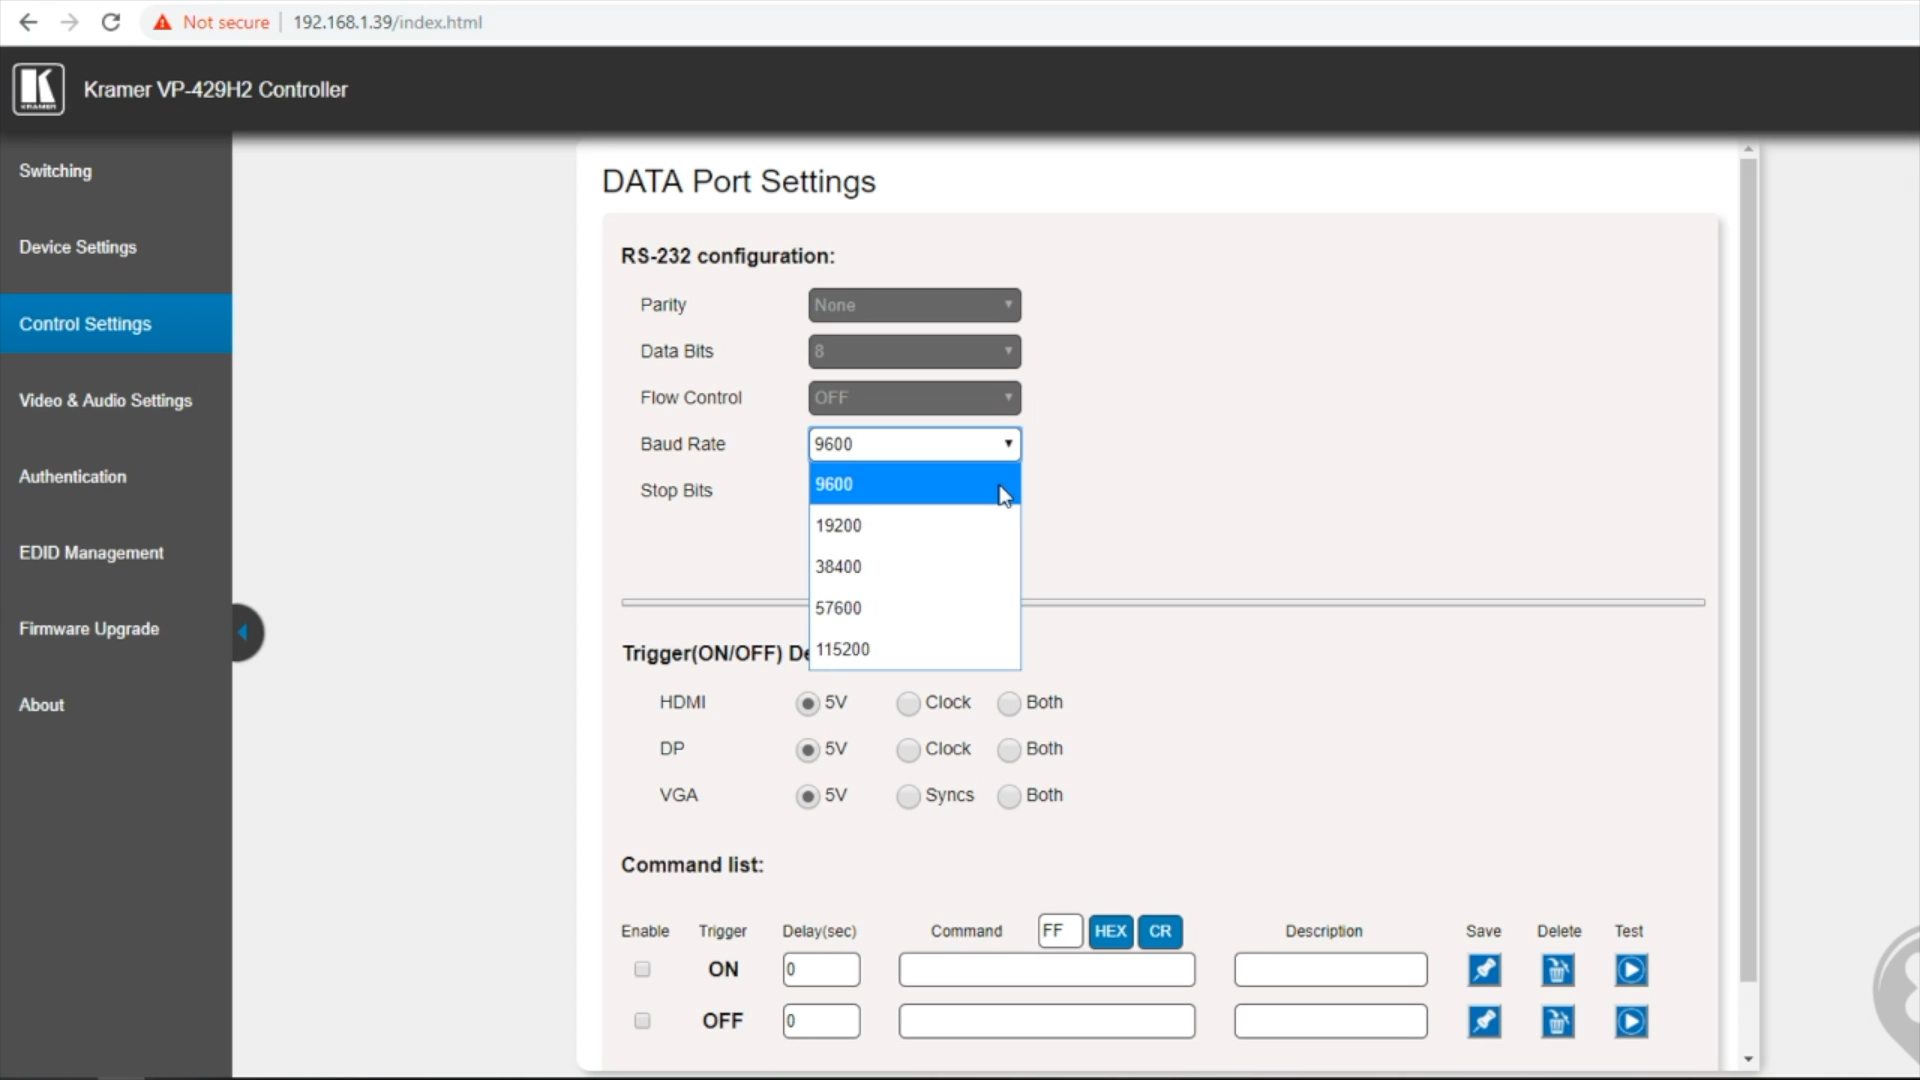 Not secure 192.168.1.39/index.html
KRAMER
Kramer VP-429H2 Controller
Switching
Device Settings
Control Settings
Video & Audio Settings
Authentication
EDID Management
Firmware Upgrade
About
DATA Port Settings
RS-232 configuration:
Parity None
Data Bits 8
Flow Control OFF
Baud Rate 9600
9600
Stop Bits
19200
38400
57600
115200
Trigger(ON/OFF) De
HDMI 5V Clock Both
DP 5V Clock Both
VGA 5V Syncs Both
Command list:
Enable Trigger Delay(sec) Command FF HEX CR Description Save Delete Test
ON 0
OFF 0